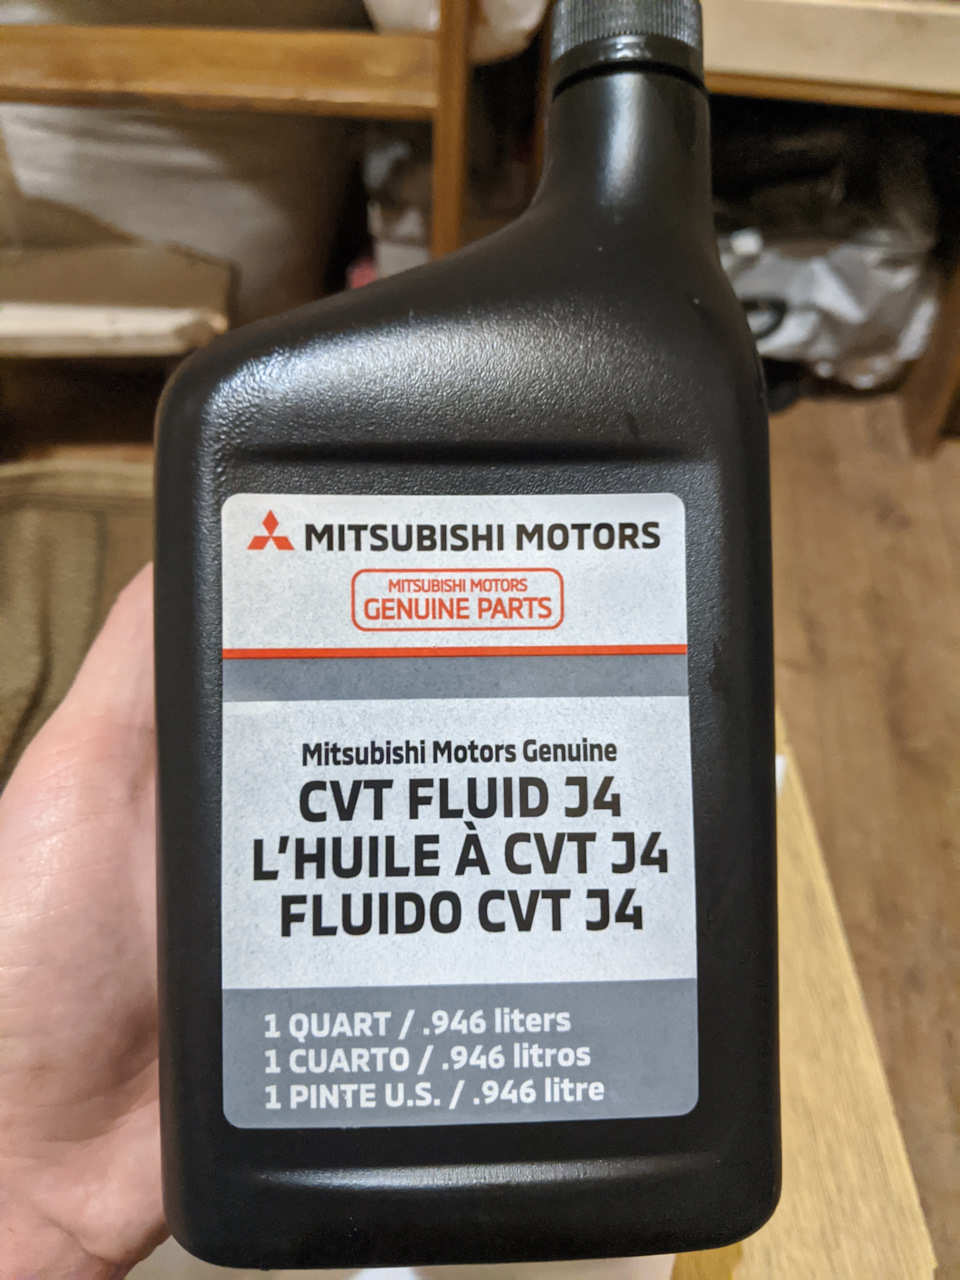 MITSUBISHI MOTORS
MITSUBISHI MOTORS
GENUINE PARTS
Mitsubishi Motors Genuine
CVT FLUID J4
L'HUILE À CVT J4
FLUIDO CVT J4
1 QUART / .946 liters
1 CUARTO / .946 litros
1 PINTE U.S. / .946 litre